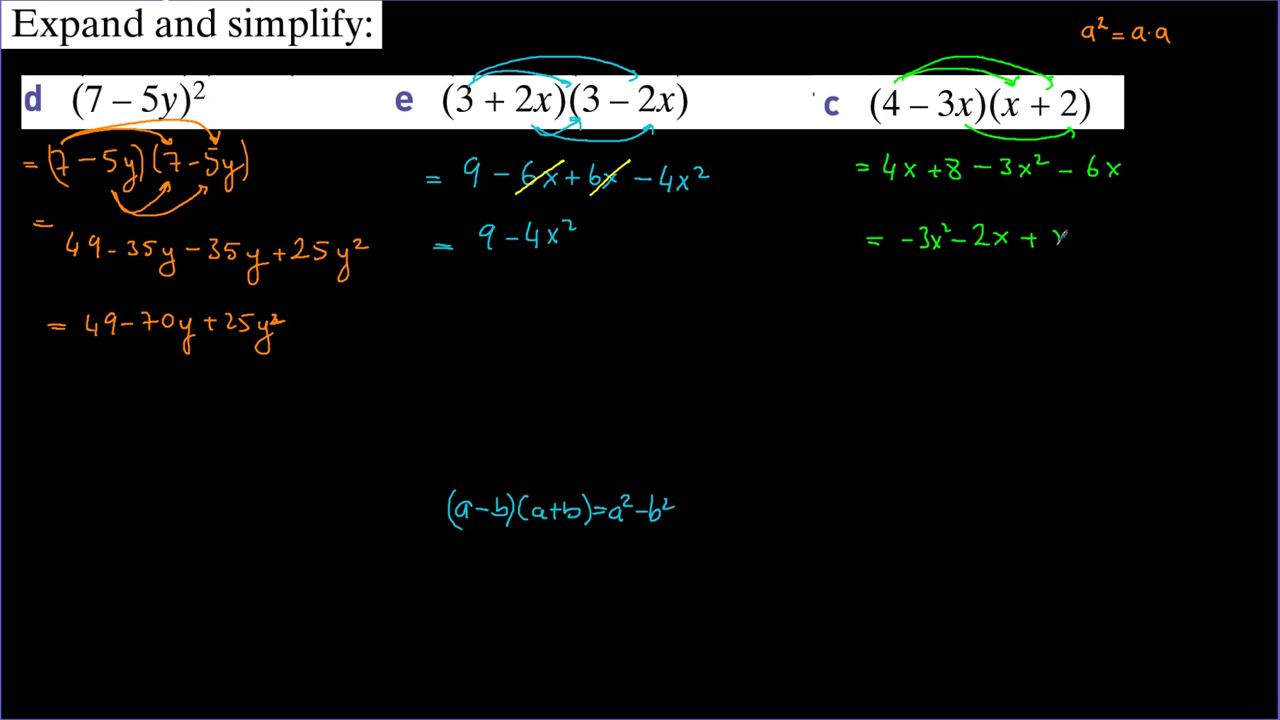 Expand and simplify:
a² = a·a
d (7 – 5y)²
= (7 – 5y)(7 – 5y)
=
49 - 35y - 35y + 25y²
= 49 - 70y + 25y²
e (3 + 2x)(3 – 2x)
= 9 - 6x + 6x - 4x²
= 9 - 4x²
(a-b)(a+b)=a²-b²
c (4 – 3x)(x + 2)
= 4x + 8 - 3x² - 6x
= -3x² - 2x +